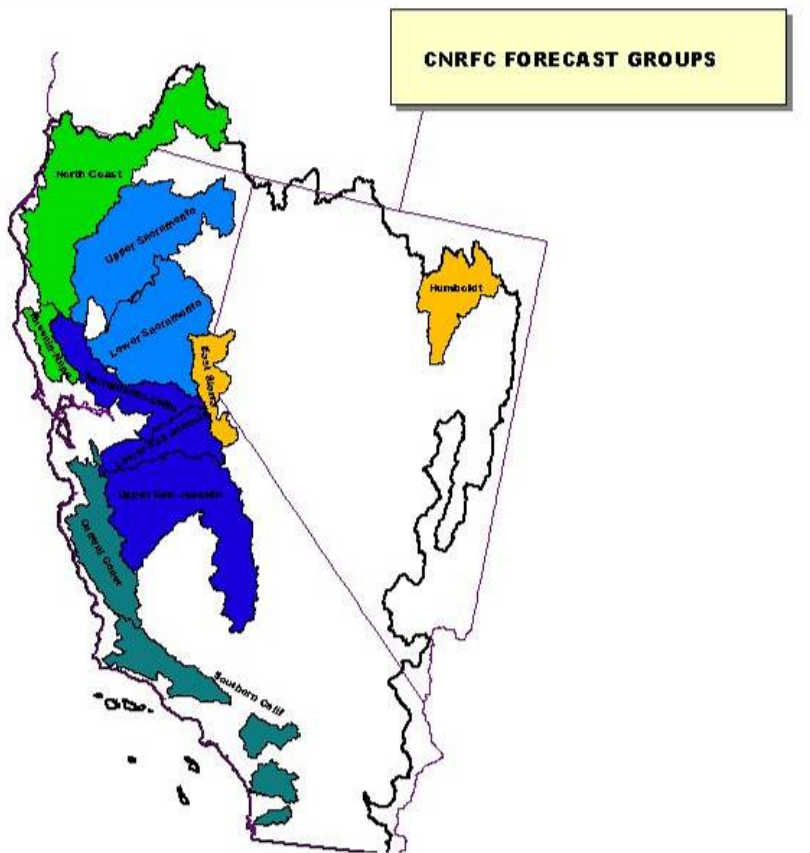 CNRFC FORECAST GROUPS
North Coast
Upper Sacramento
Humboldt
Lower Sacramento
East Sierra
Upper San Joaquin
Central Coast
Southern Calif